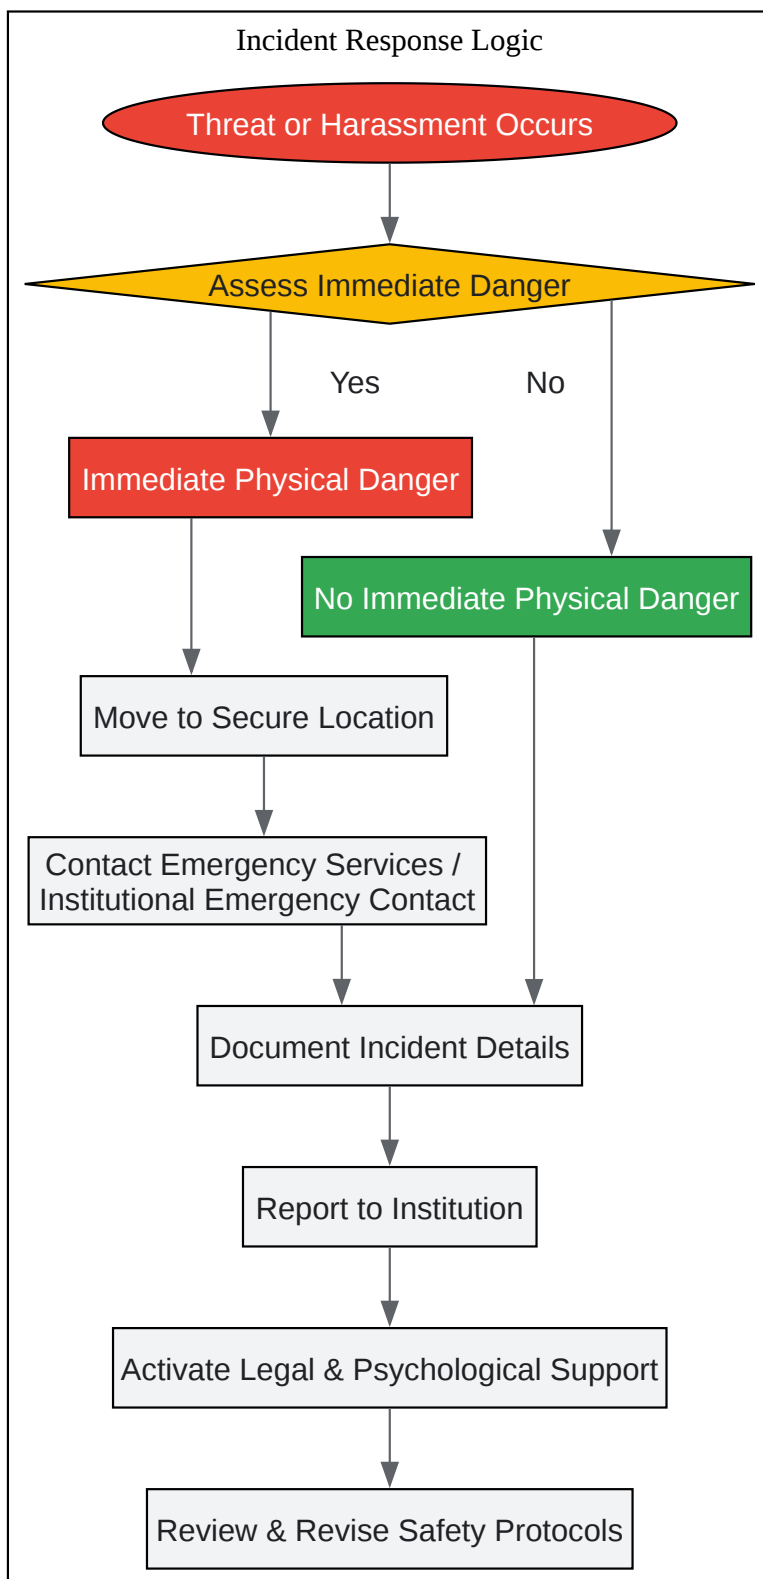 Incident Response Logic
Threat or Harassment Occurs
Assess Immediate Danger
Yes
No
Immediate Physical Danger
No Immediate Physical Danger
Move to Secure Location
Contact Emergency Services /
Institutional Emergency Contact
Document Incident Details
Report to Institution
Activate Legal & Psychological Support
Review & Revise Safety Protocols